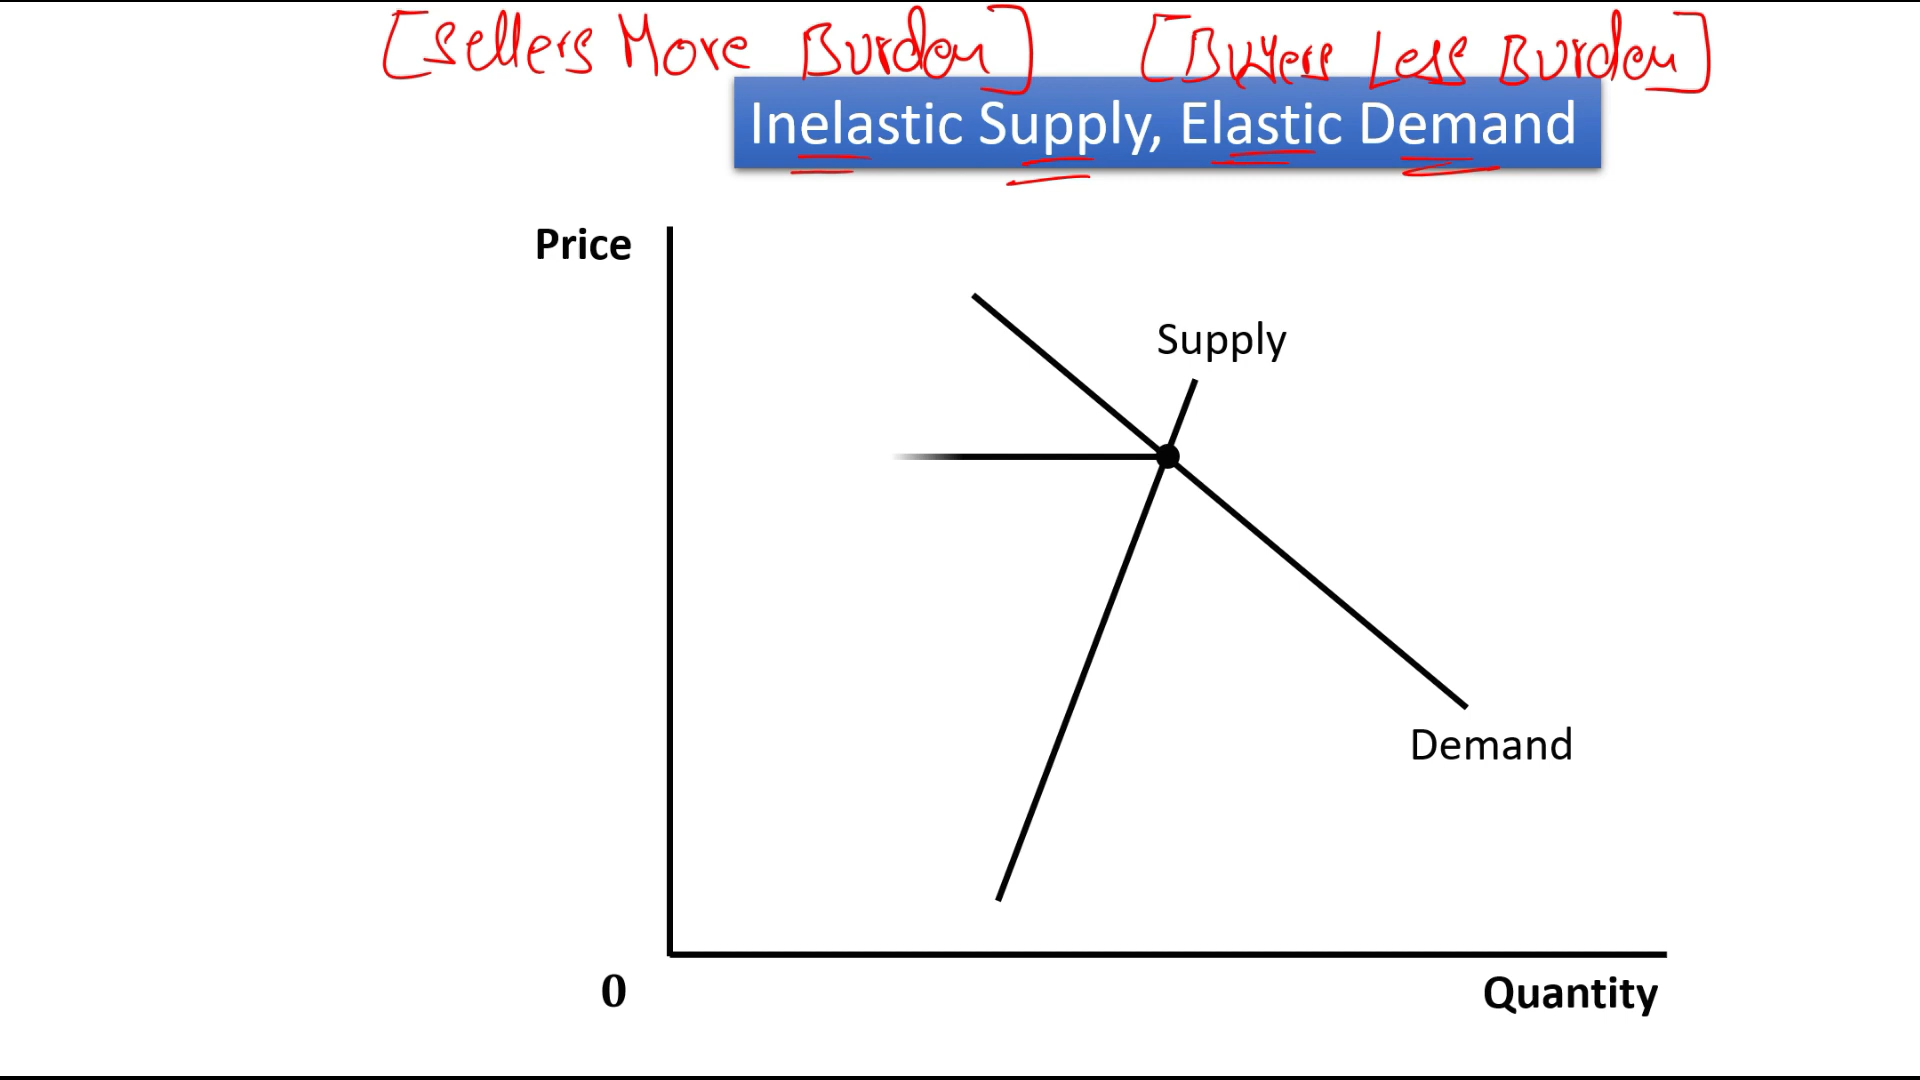 [Sellers More Burden] [Buyers Less Burden]
Inelastic Supply, Elastic Demand
Price
Supply
Demand
0
Quantity